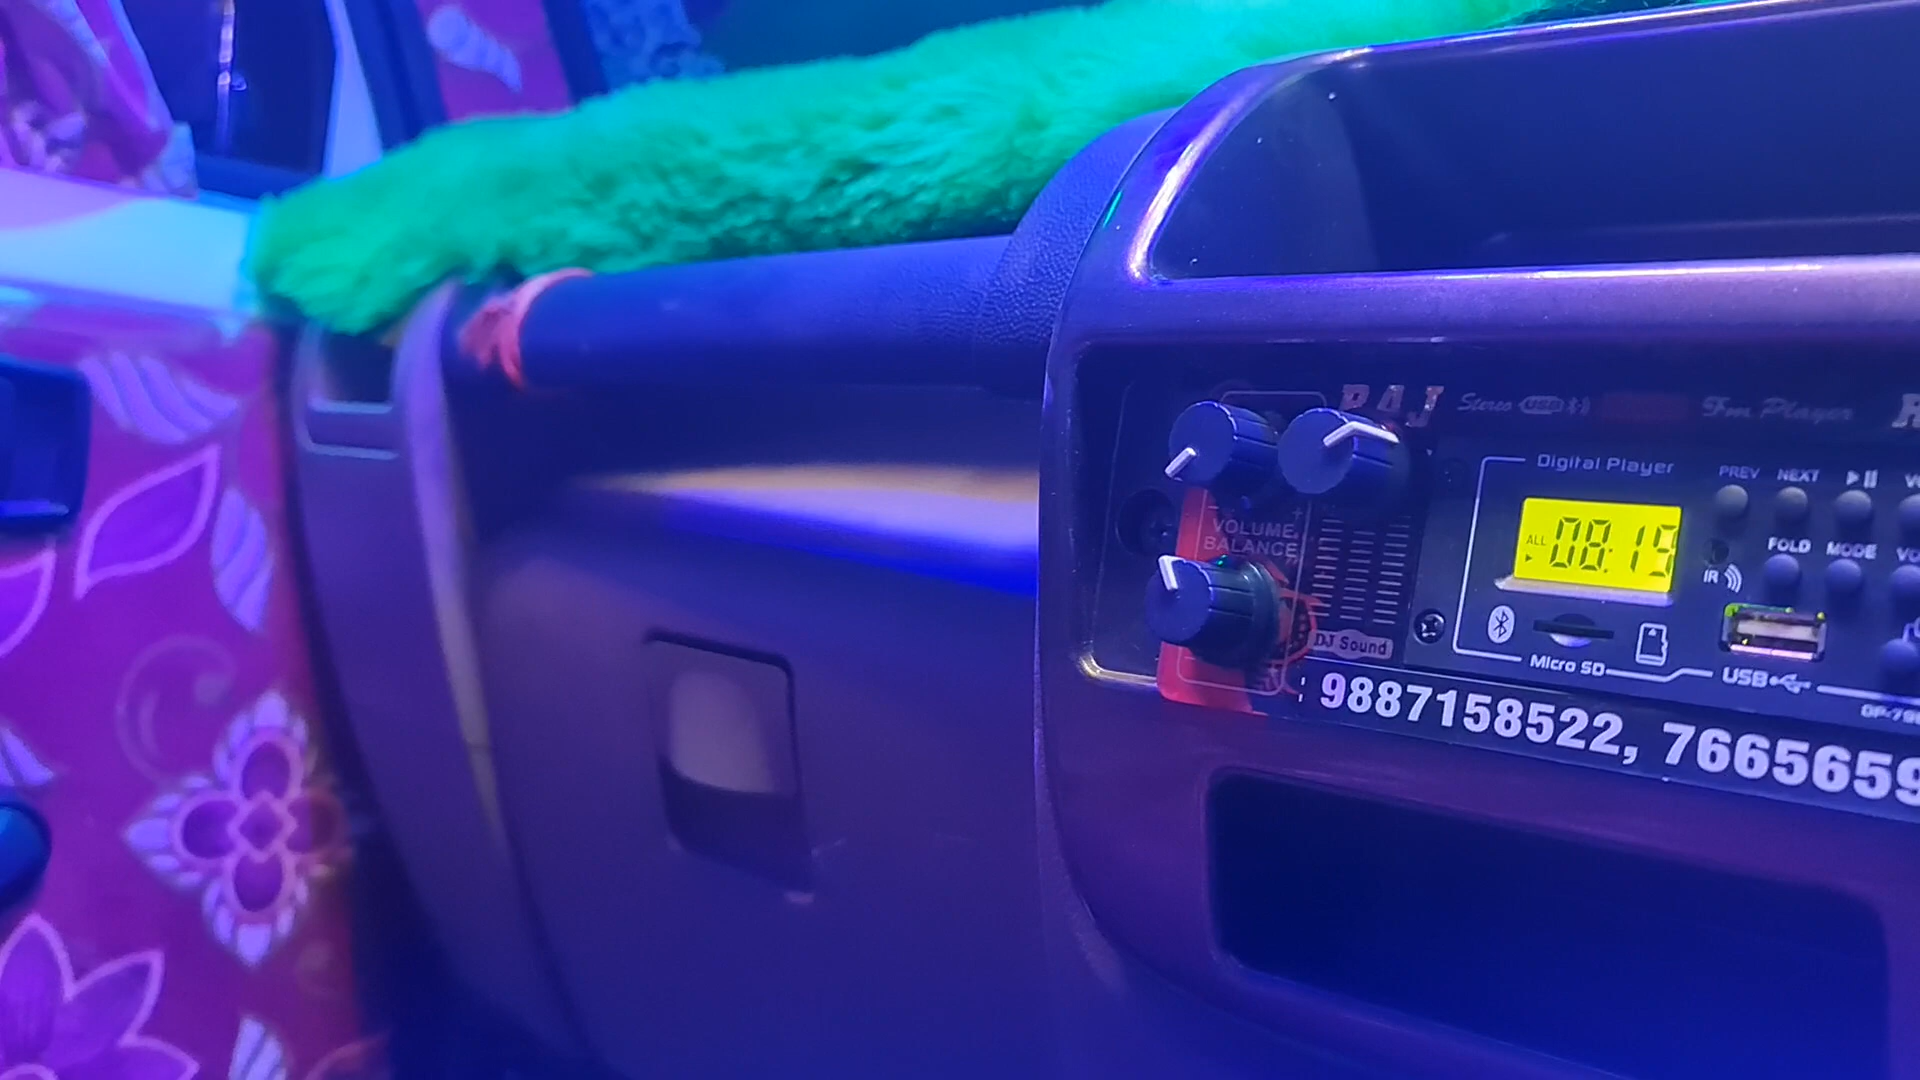 RAJ Stereo USB Fm Player
Digital Player
PREV NEXT
ALL 08:19
VOLUME
BALANCE
FOLD MODE
IR
DJ Sound
Micro SD
USB
: 9887158522, 7665659